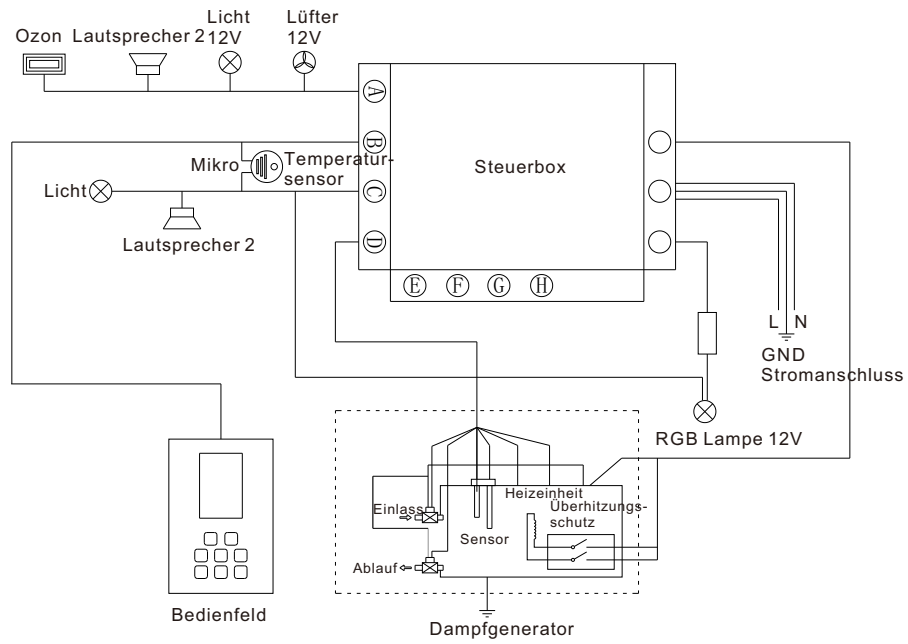 Licht
12V
Lüfter
12V
Ozon
Lautsprecher 2
A
B
C
D
Mikro
Temperatur-
sensor
Steuerbox
Licht
Lautsprecher 2
E F G H
L N
GND
Stromanschluss
RGB Lampe 12V
Heizeinheit
Einlass
Überhitzungs-
schutz
Sensor
Ablauf
Bedienfeld
Dampfgenerator